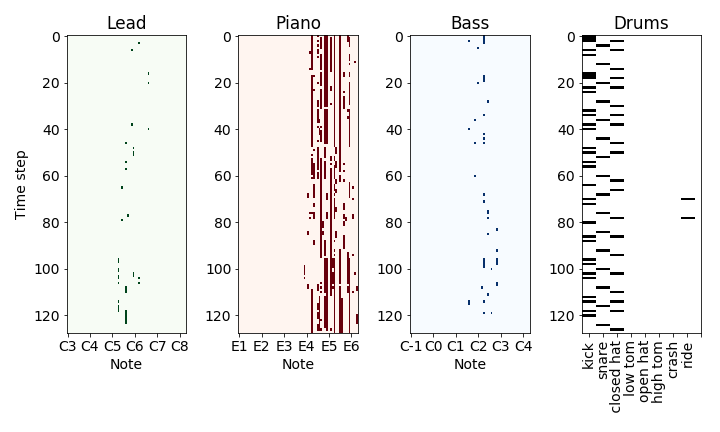 Lead Piano Bass Drums
0 0 0 0
20 20 20 20
40 40 40 40
60 60 60 60
80 80 80 80
100 100 100 100
120 120 120 120
Time step
C3 C4 C5 C6 C7 C8 E1 E2 E3 E4 E5 E6 C-1 C0 C1 C2 C3 C4
Note Note Note
kick
snare
closed hat
low tom
open hat
high tom
crash
ride